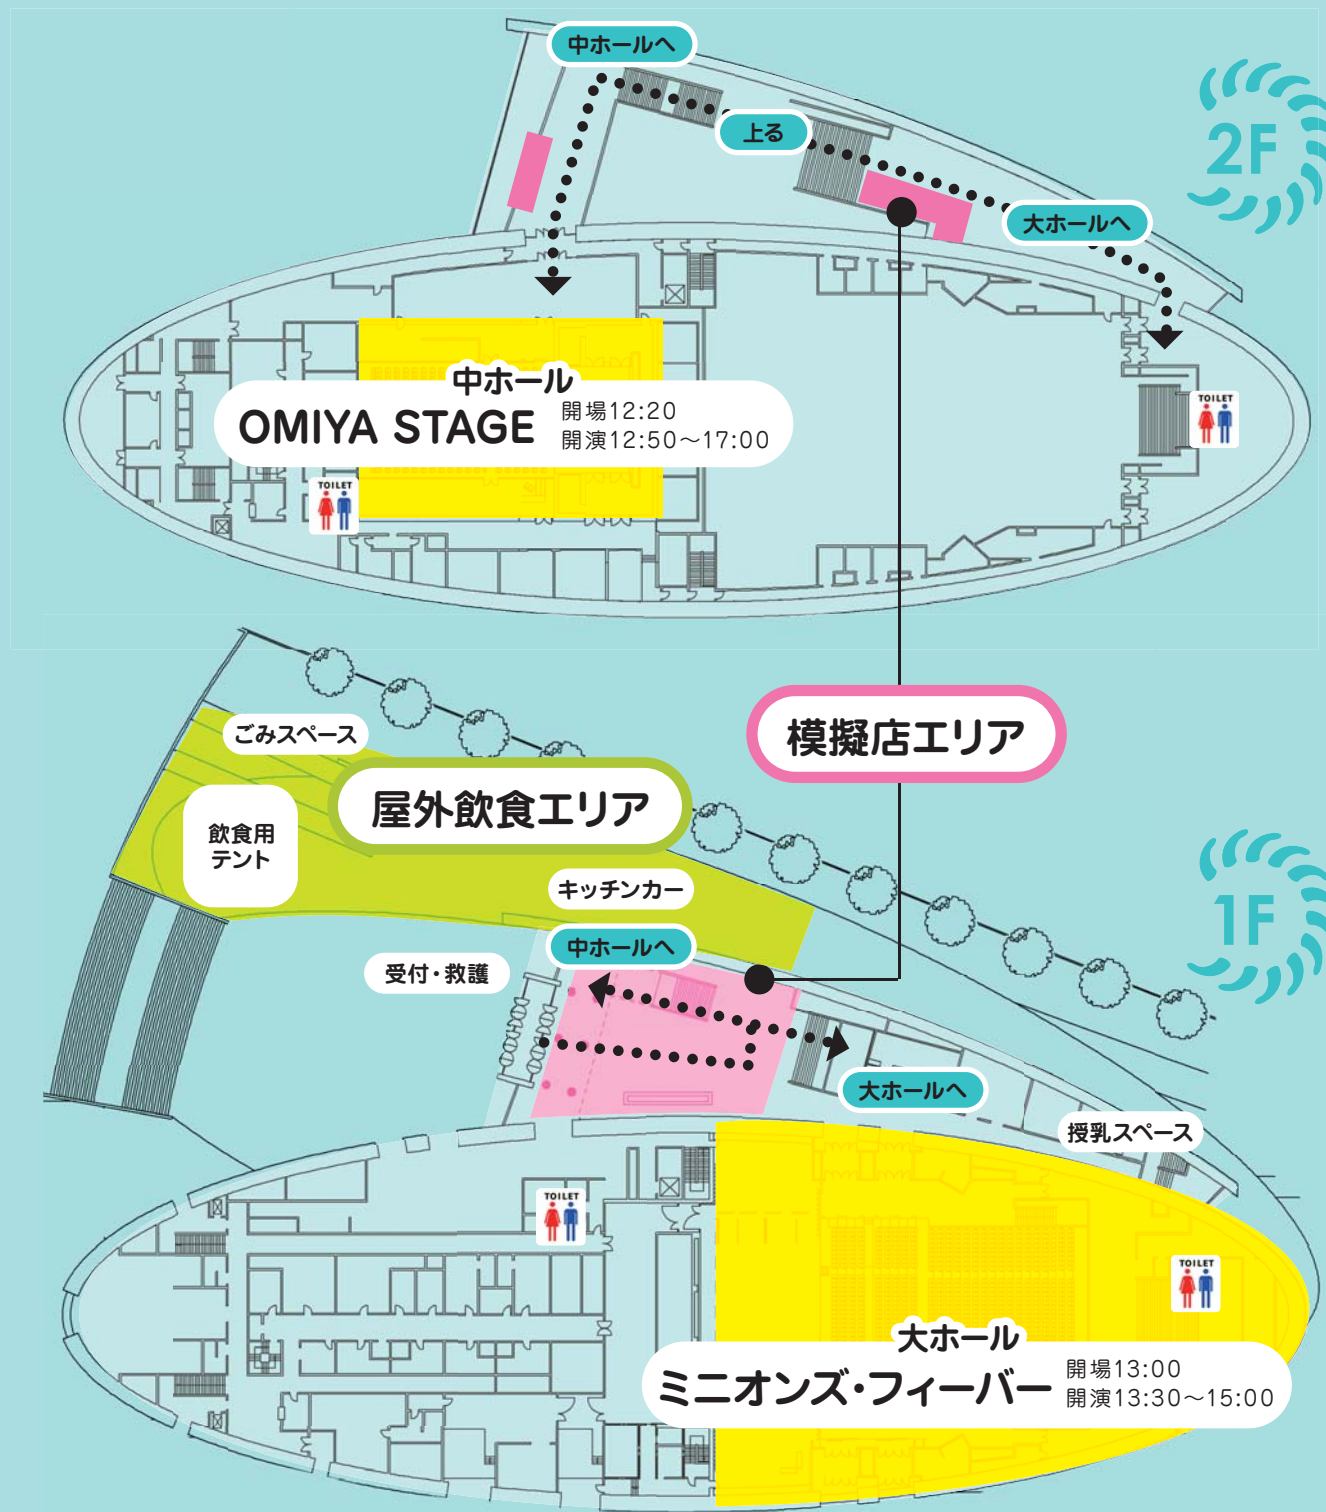 中ホールへ
上る
2F
大ホールへ
中ホール
OMIYA STAGE
開場12:20
開演12:50〜17:00
TOILET
TOILET
模擬店エリア
ごみスペース
屋外飲食エリア
飲食用
テント
キッチンカー
1F
中ホールへ
受付・救護
大ホールへ
授乳スペース
TOILET
TOILET
大ホール
ミニオンズ・フィーバー
開場13:00
開演13:30〜15:00